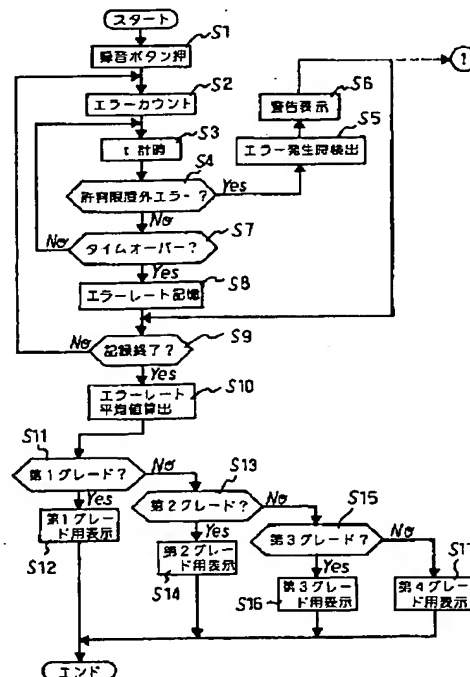 スタート
S1
録音ボタン押
S2
エラーカウント
S3
t 計時
S4
許容限度外エラー?
Yes
No
S5
エラー発生時検出
S6
警告表示
1
S7
タイムオーバー?
No
Yes
S8
エラーレート記憶
S9
記録終了?
No
Yes
S10
エラーレート
平均値算出
S11
第1グレード?
No
Yes
第1グレー
ド用表示
S12
S13
第2グレード?
No
Yes
第2グレー
ド用表示
S14
S15
第3グレード?
No
Yes
第3グレー
ド用表示
S16
第4グレー
ド用表示
エンド